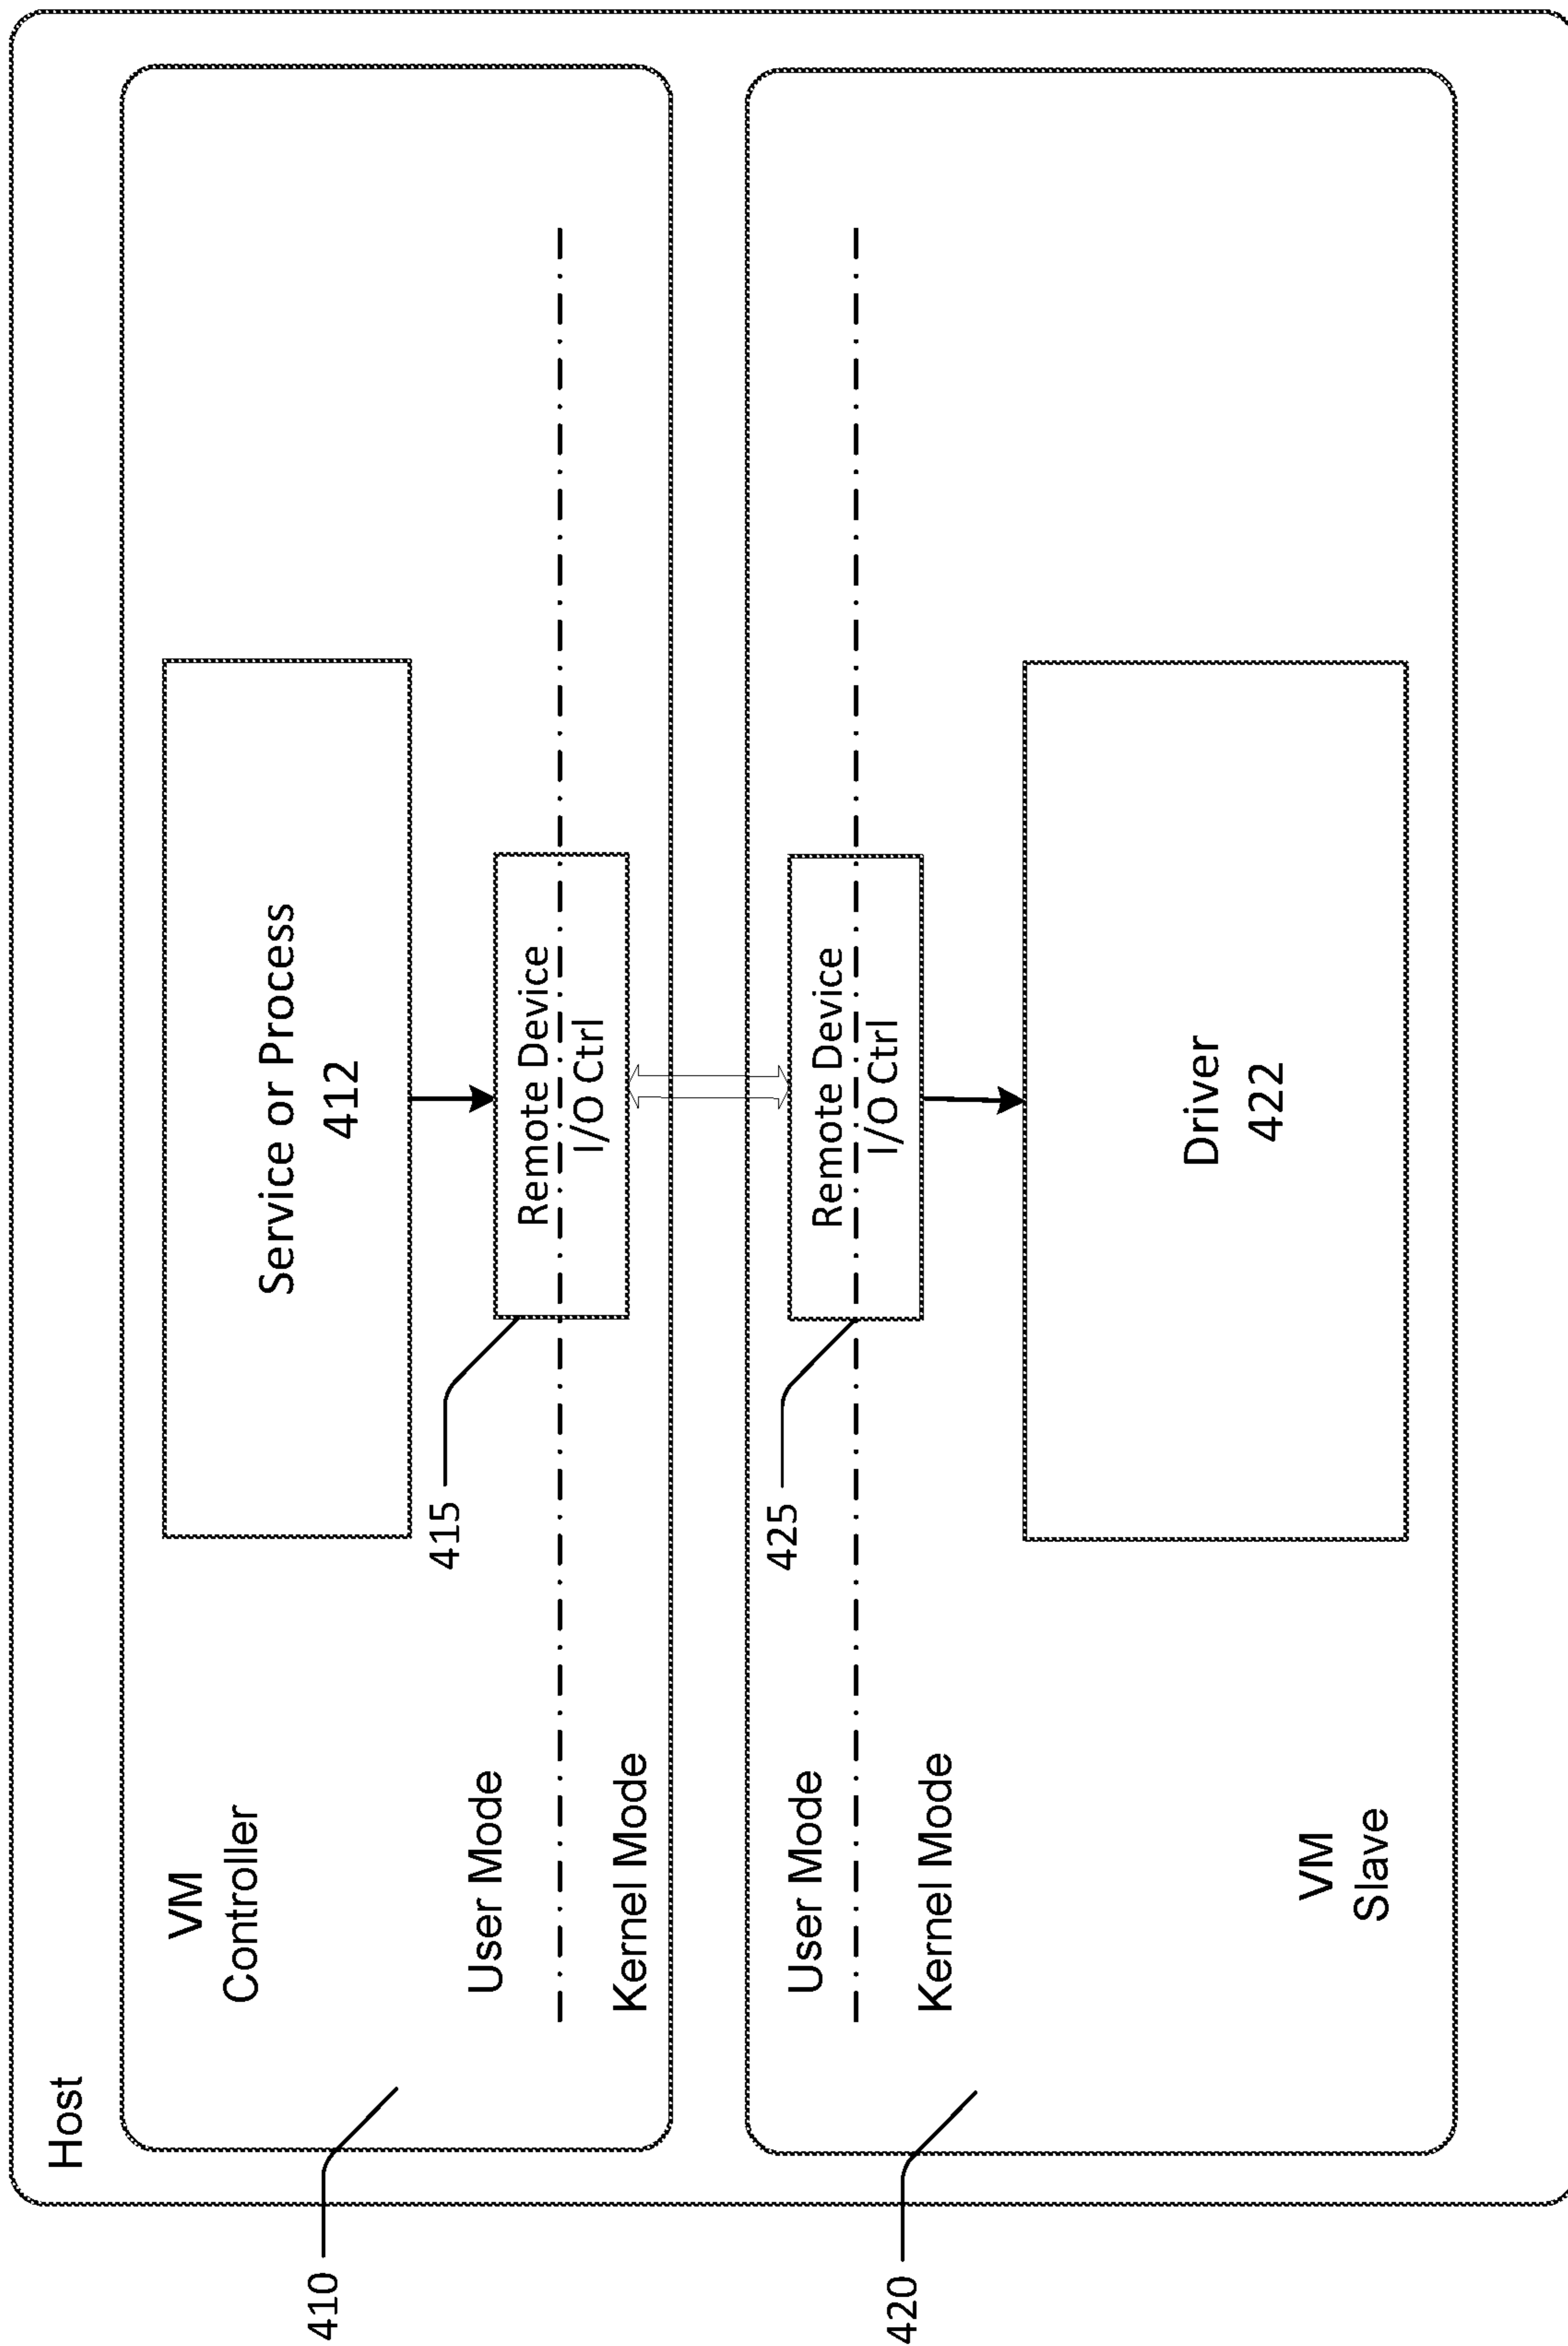 Host
410
VM
Controller
Service or Process
412
415
User Mode
Remote Device
I/O Ctrl
Kernel Mode
420
User Mode
425
Remote Device
I/O Ctrl
Kernel Mode
Driver
422
VM
Slave